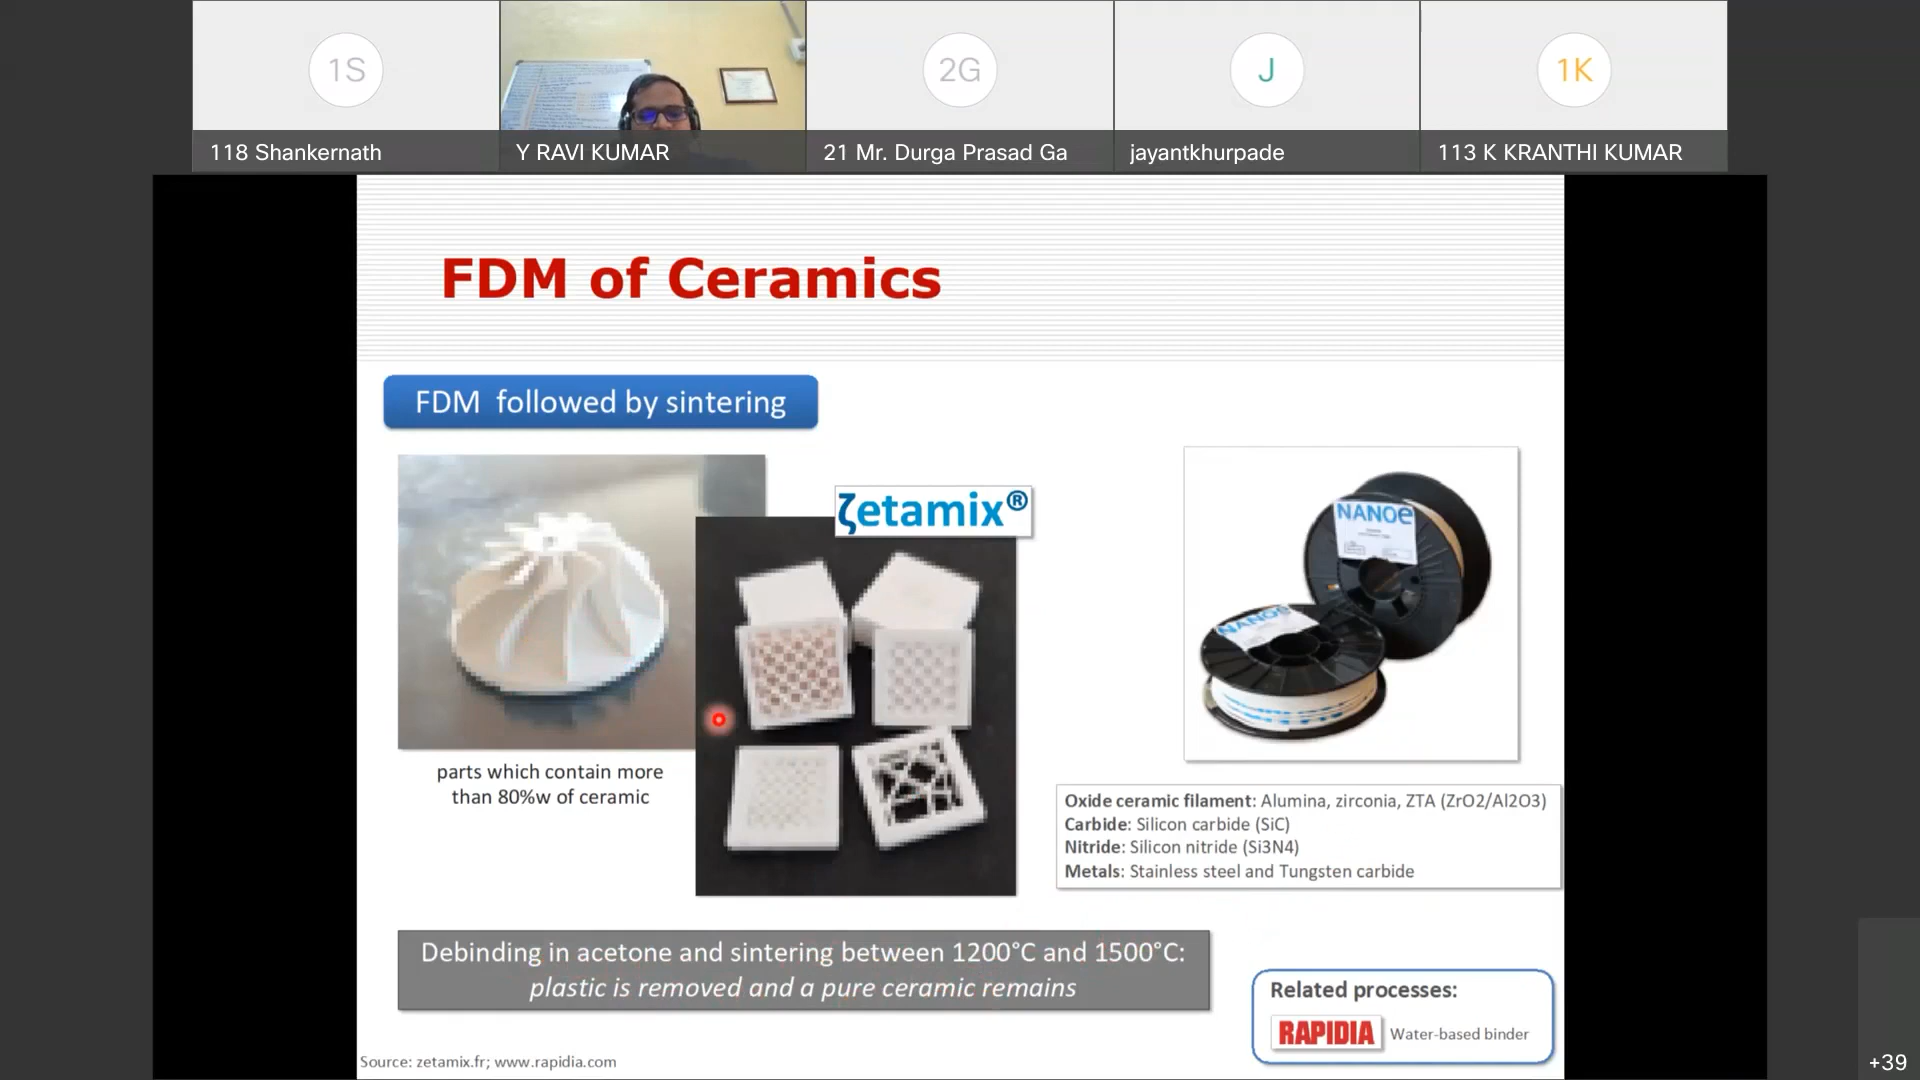 1S
2G
J
1K
118 Shankernath
Y RAVI KUMAR
21 Mr. Durga Prasad Ga
jayantkhurpade
113 K KRANTHI KUMAR
FDM of Ceramics
FDM followed by sintering
ζetamix®
NANOe
NANOe
parts which contain more
than 80%w of ceramic
Oxide ceramic filament: Alumina, zirconia, ZTA (ZrO2/Al2O3)
Carbide: Silicon carbide (SiC)
Nitride: Silicon nitride (Si3N4)
Metals: Stainless steel and Tungsten carbide
Debinding in acetone and sintering between 1200°C and 1500°C:
plastic is removed and a pure ceramic remains
Related processes:
RAPIDIA Water-based binder
Source: zetamix.fr; www.rapidia.com
+39